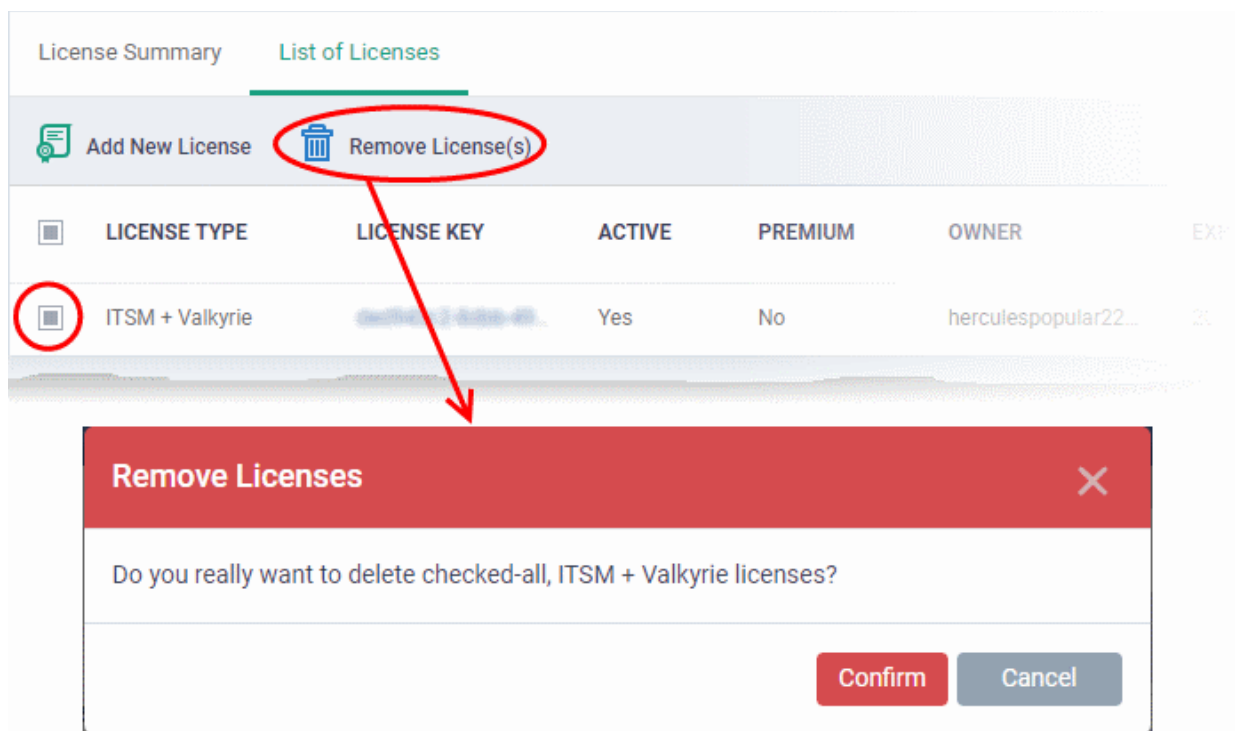 License Summary List of Licenses
Add New License Remove License(s)
LICENSE TYPE LICENSE KEY ACTIVE PREMIUM OWNER
ITSM + Valkyrie Yes No herculespopular22...
Remove Licenses
Do you really want to delete checked-all, ITSM + Valkyrie licenses?
Confirm Cancel